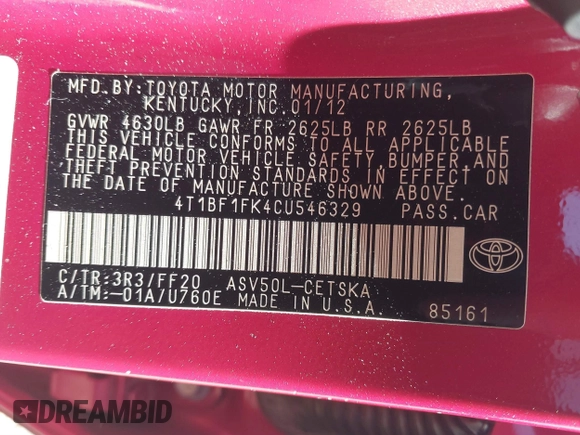 MFD.BY:TOYOTA MOTOR MANUFACTURING,
KENTUCKY, INC. 01/12
GVWR 4630LB GAWR FR 2625LB RR 2625LB
THIS VEHICLE CONFORMS TO ALL APPLICABLE
FEDERAL MOTOR VEHICLE SAFETY,BUMPER,AND
THEFT PREVENTION STANDARDS IN EFFECT ON
THE DATE OF MANUFACTURE SHOWN ABOVE.
4T1BF1FK4CU546329 PASS.CAR
C/TR:3R3/FF20 ASV50L-CETSKA
A/TM:-01A/U760E MADE IN U.S.A. 85161
DREAMBID